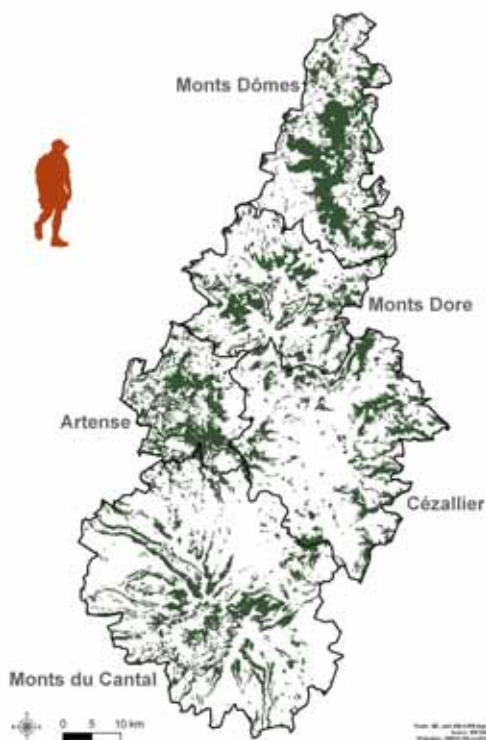 Monts Dômes
Monts Dore
Artense
Cézallier
Monts du Cantal
0 5 10 km